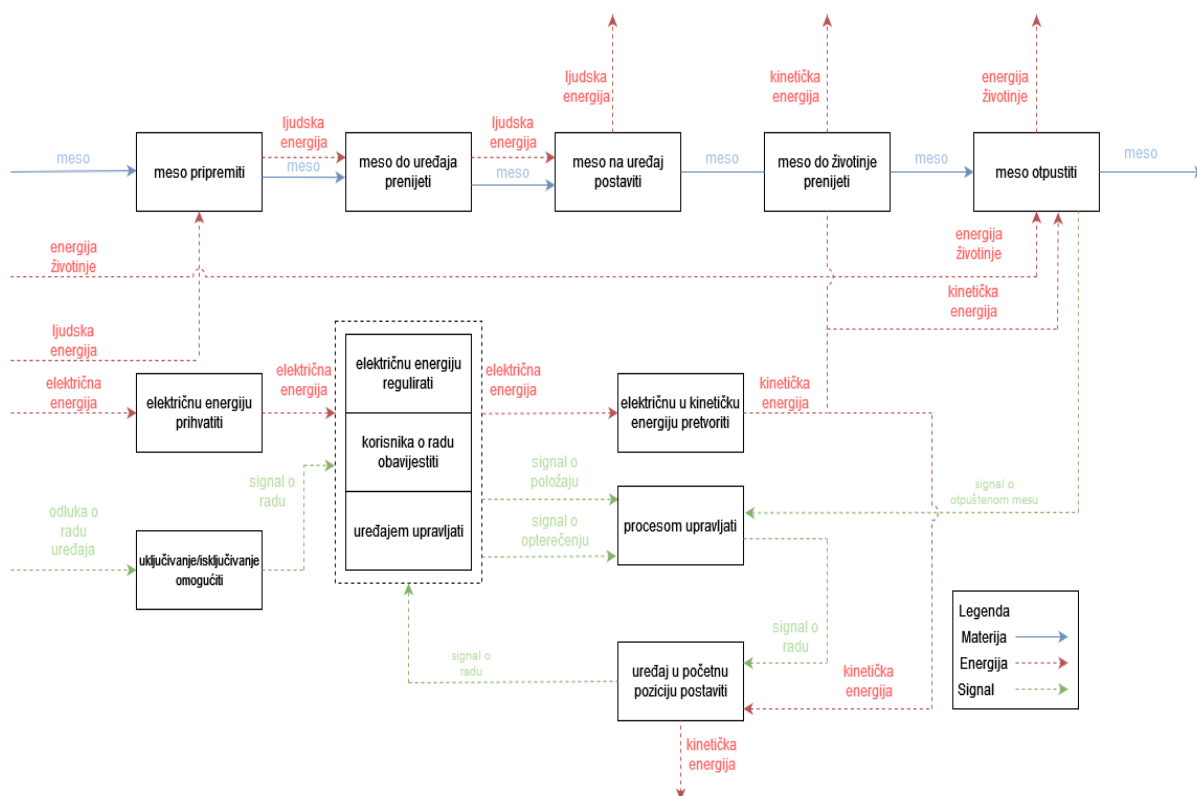 ljudska
energija
kinetička
energija
energija
životinje
ljudska
energija
ljudska
energija
meso
meso pripremiti
meso
meso do uređaja
prenijeti
meso
meso na uređaj
postaviti
meso
meso do životinje
prenijeti
meso
meso otpustiti
meso
energija
životinje
energija
životinje
kinetička
energija
ljudska
energija
električna
energija
električnu energiju
prihvatiti
električna
energija
električnu energiju
regulirati
korisnika o radu
obavijestiti
uređajem upravljati
električna
energija
električnu u kinetičku
energiju pretvoriti
kinetička
energija
odluka o
radu
uređaja
uključivanje/isključivanje
omogućiti
signal o
radu
signal o
položaju
signal o
opterečenju
procesom upravljati
signal o
otpuštenom mesu
signal o
radu
signal o
radu
uređaj u početnu
poziciju postaviti
kinetička
energija
kinetička
energija
Legenda
Materija
Energija
Signal